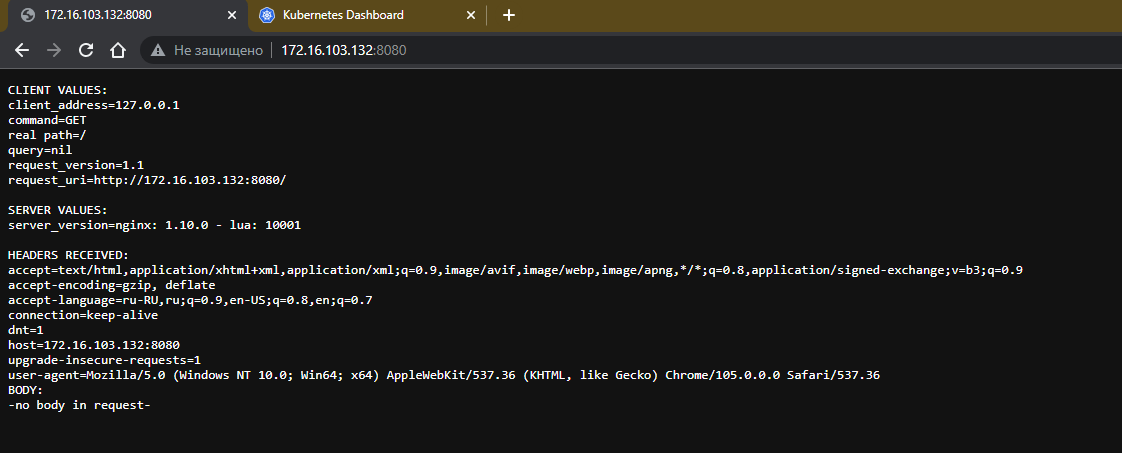 172.16.103.132:8080
Kubernetes Dashboard
Не защищено
172.16.103.132:8080
CLIENT VALUES:
client_address=127.0.0.1
command=GET
real path=/
query=nil
request_version=1.1
request_uri=http://172.16.103.132:8080/
SERVER VALUES:
server_version=nginx: 1.10.0 - lua: 10001
HEADERS RECEIVED:
accept=text/html,application/xhtml+xml,application/xml;q=0.9,image/avif,image/webp,image/apng,*/*;q=0.8,application/signed-exchange;v=b3;q=0.9
accept-encoding=gzip, deflate
accept-language=ru-RU,ru;q=0.9,en-US;q=0.8,en;q=0.7
connection=keep-alive
dnt=1
host=172.16.103.132:8080
upgrade-insecure-requests=1
user-agent=Mozilla/5.0 (Windows NT 10.0; Win64; x64) AppleWebKit/537.36 (KHTML, like Gecko) Chrome/105.0.0.0 Safari/537.36
BODY:
-no body in request-